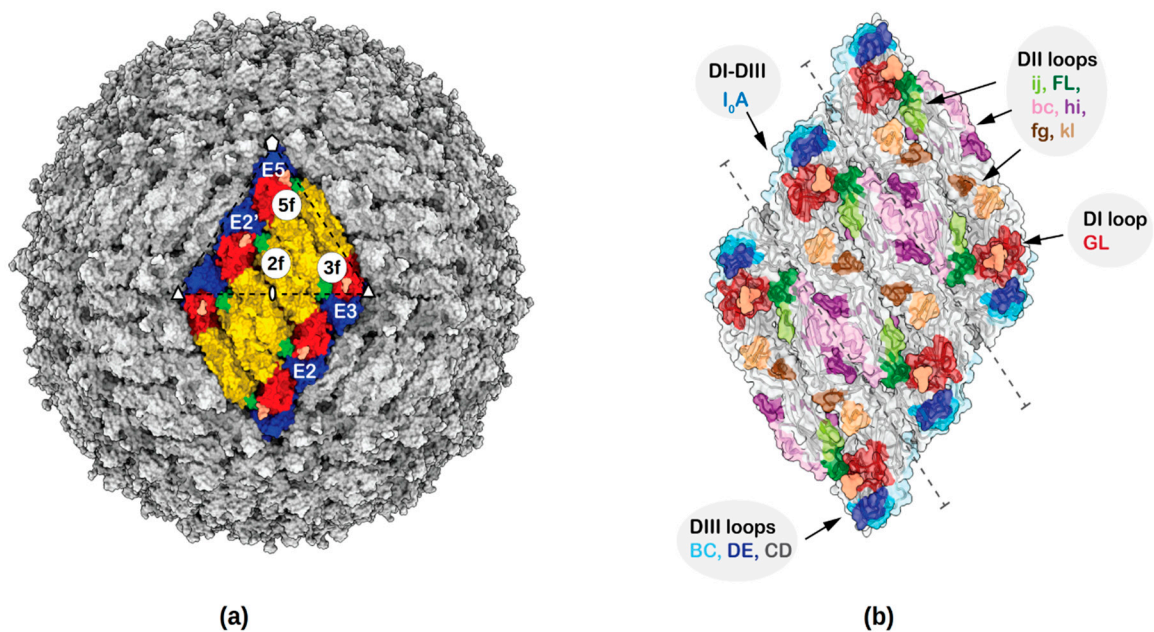 E5
5f
E2’
2f
3f
E3
E2
(a)
DI-DIII
I₀A
DII loops
ij, FL,
bc, hi,
fg, kl
DI loop
GL
DIII loops
BC, DE, CD
(b)